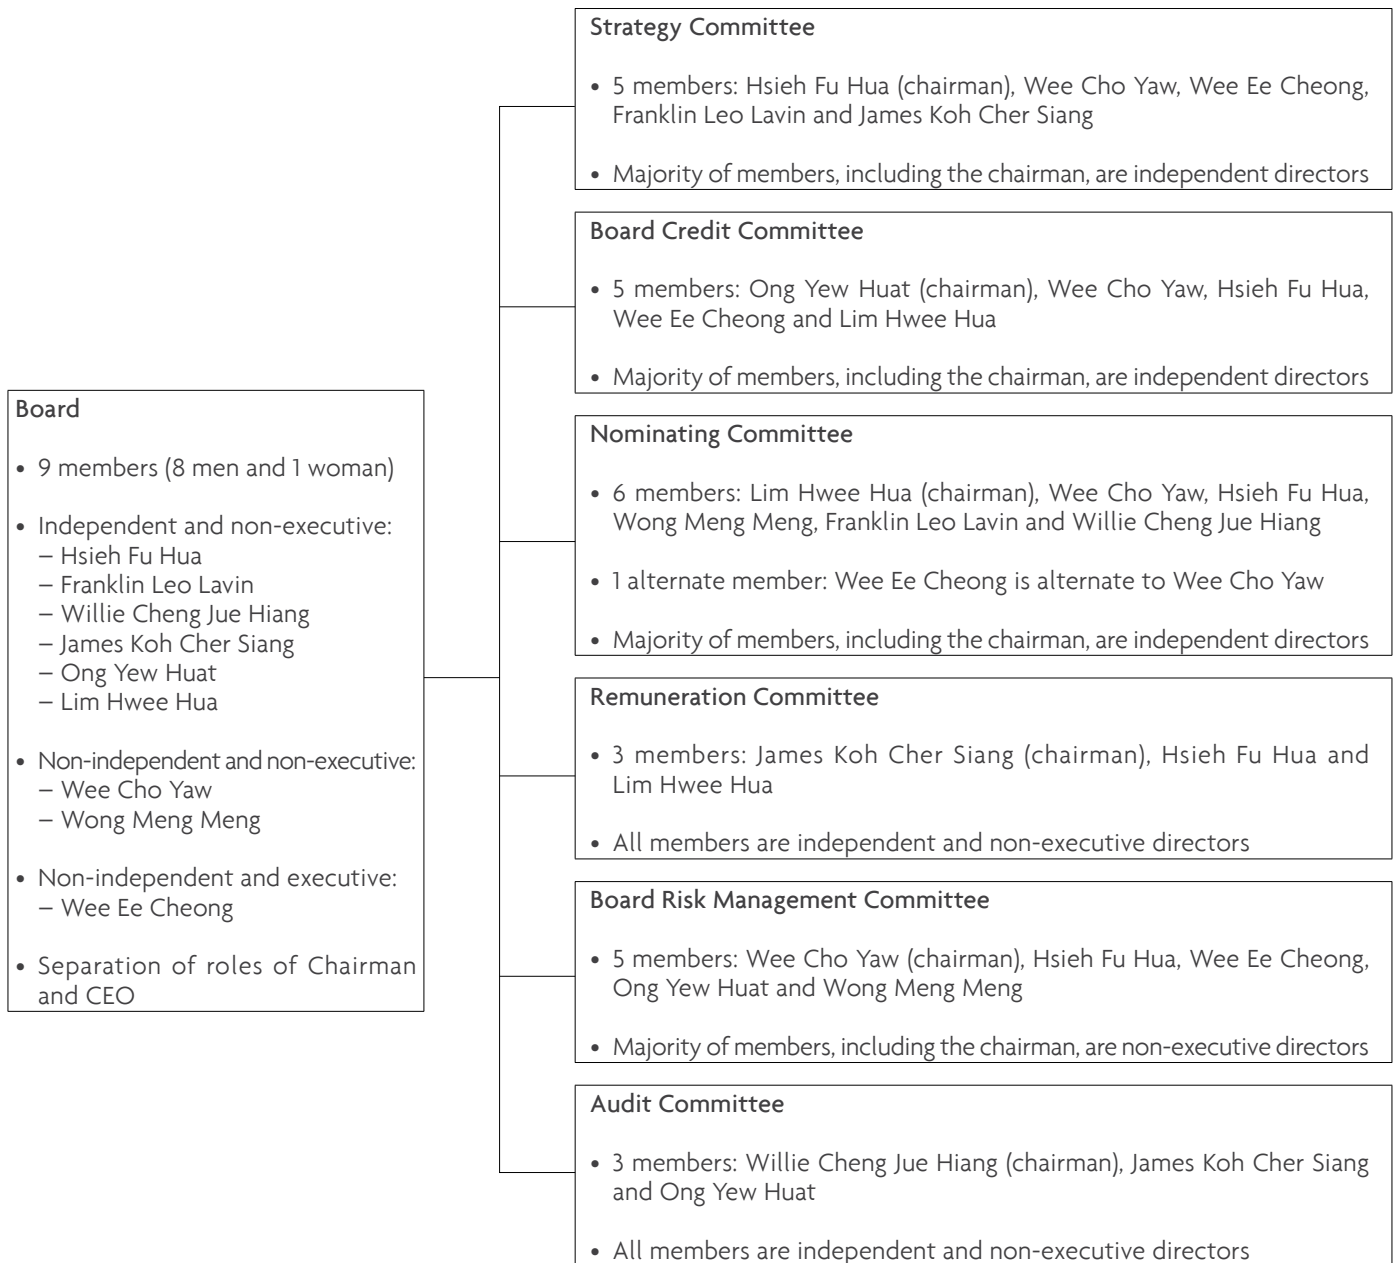 Strategy Committee
• 5 members: Hsieh Fu Hua (chairman), Wee Cho Yaw, Wee Ee Cheong,
Franklin Leo Lavin and James Koh Cher Siang
• Majority of members, including the chairman, are independent directors
Board Credit Committee
• 5 members: Ong Yew Huat (chairman), Wee Cho Yaw, Hsieh Fu Hua,
Wee Ee Cheong and Lim Hwee Hua
• Majority of members, including the chairman, are independent directors
Board
• 9 members (8 men and 1 woman)
• Independent and non-executive:
– Hsieh Fu Hua
– Franklin Leo Lavin
– Willie Cheng Jue Hiang
– James Koh Cher Siang
– Ong Yew Huat
– Lim Hwee Hua
• Non-independent and non-executive:
– Wee Cho Yaw
– Wong Meng Meng
• Non-independent and executive:
– Wee Ee Cheong
• Separation of roles of Chairman
and CEO
Nominating Committee
• 6 members: Lim Hwee Hua (chairman), Wee Cho Yaw, Hsieh Fu Hua,
Wong Meng Meng, Franklin Leo Lavin and Willie Cheng Jue Hiang
• 1 alternate member: Wee Ee Cheong is alternate to Wee Cho Yaw
• Majority of members, including the chairman, are independent directors
Remuneration Committee
• 3 members: James Koh Cher Siang (chairman), Hsieh Fu Hua and
Lim Hwee Hua
• All members are independent and non-executive directors
Board Risk Management Committee
• 5 members: Wee Cho Yaw (chairman), Hsieh Fu Hua, Wee Ee Cheong,
Ong Yew Huat and Wong Meng Meng
• Majority of members, including the chairman, are non-executive directors
Audit Committee
• 3 members: Willie Cheng Jue Hiang (chairman), James Koh Cher Siang
and Ong Yew Huat
• All members are independent and non-executive directors